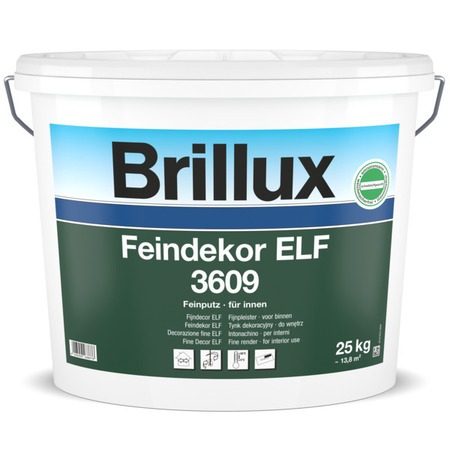 Brillux
Feindekor ELF
3609
Feinputz · für innen
Fijndecor ELF Fijnpleister · voor binnen
Feindekor ELF Tynk dekoracyjny · do wnętrz
Decorazione fine ELF Intonachino · per interni
Fine Decor ELF Fine render · for interior use
25 kg
~ 13,8 m²